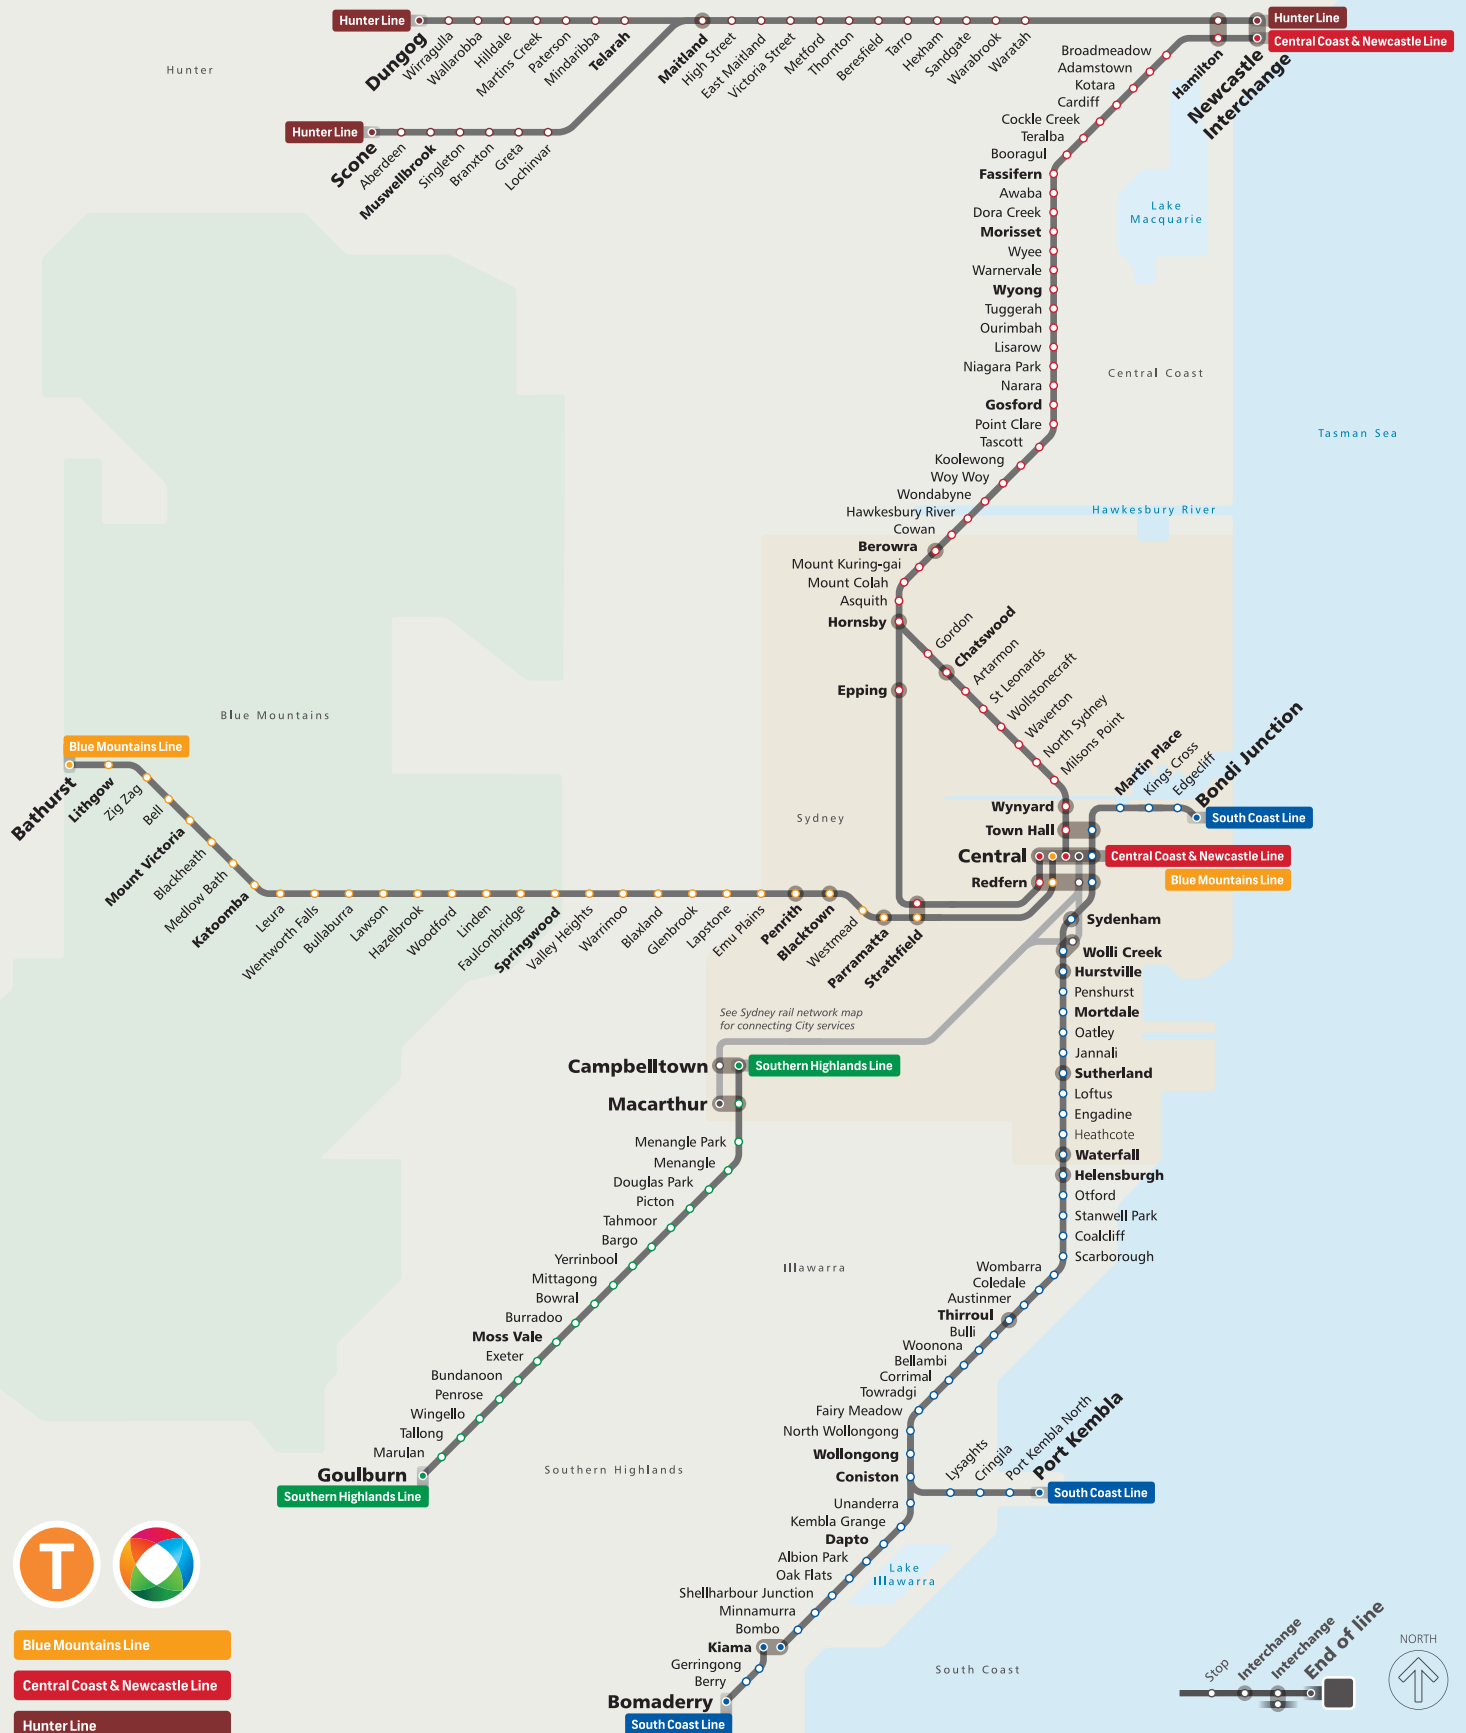 Hunter Line
Dungog
Wirragulla
Wallarobba
Hilldale
Martins Creek
Paterson
Mindaribba
Telarah
Maitland
High Street
East Maitland
Victoria Street
Metford
Thornton
Beresfield
Tarro
Hexham
Sandgate
Warabrook
Waratah
Hamilton
Newcastle
Interchange
Hunter Line
Central Coast & Newcastle Line
Hunter
Hunter Line
Scone
Aberdeen
Muswellbrook
Singleton
Branxton
Greta
Lochinvar
Broadmeadow
Adamstown
Kotara
Cardiff
Cockle Creek
Teralba
Booragul
Fassifern
Awaba
Dora Creek
Morisset
Wyee
Warnervale
Wyong
Tuggerah
Ourimbah
Lisarow
Niagara Park
Narara
Gosford
Point Clare
Tascott
Koolewong
Woy Woy
Wondabyne
Hawkesbury River
Cowan
Berowra
Mount Kuring-gai
Mount Colah
Asquith
Hornsby
Epping
Lake
Macquarie
Central Coast
Tasman Sea
Hawkesbury River
Gordon
Chatswood
Artarmon
St Leonards
Wollstonecraft
Waverton
North Sydney
Milsons Point
Wynyard
Town Hall
Central
Redfern
Martin Place
Kings Cross
Edgecliff
Bondi Junction
South Coast Line
Central Coast & Newcastle Line
Blue Mountains Line
Sydney
Blue Mountains
Blue Mountains Line
Bathurst
Lithgow
Zig Zag
Bell
Mount Victoria
Blackheath
Medlow Bath
Katoomba
Leura
Wentworth Falls
Bullaburra
Lawson
Hazelbrook
Woodford
Linden
Faulconbridge
Springwood
Valley Heights
Warrimoo
Blaxland
Glenbrook
Lapstone
Emu Plains
Penrith
Blacktown
Westmead
Parramatta
Strathfield
Sydenham
Wolli Creek
Hurstville
Penshurst
Mortdale
Oatley
Jannali
Sutherland
Loftus
Engadine
Heathcote
Waterfall
Helensburgh
Otford
Stanwell Park
Coalcliff
Scarborough
See Sydney rail network map
for connecting City services
Campbelltown
Southern Highlands Line
Macarthur
Menangle Park
Menangle
Douglas Park
Picton
Tahmoor
Bargo
Yerrinbool
Mittagong
Bowral
Burradoo
Moss Vale
Exeter
Bundanoon
Penrose
Wingello
Tallong
Marulan
Goulburn
Southern Highlands Line
Illawarra
Southern Highlands
Wombarra
Coledale
Austinmer
Thirroul
Bulli
Woonona
Bellambi
Corrimal
Towradgi
Fairy Meadow
North Wollongong
Wollongong
Coniston
Lysaghts
Cringila
Port Kembla North
Port Kembla
South Coast Line
Unanderra
Kembla Grange
Dapto
Albion Park
Oak Flats
Shellharbour Junction
Minnamurra
Bombo
Kiama
Gerringong
Berry
Bomaderry
South Coast Line
Lake
Illawarra
South Coast
T
Blue Mountains Line
Central Coast & Newcastle Line
Hunter Line
Stop
Interchange
Interchange
End of line
NORTH